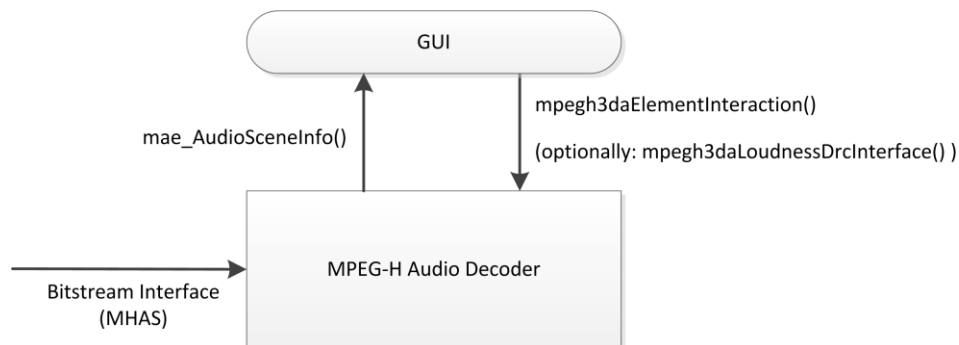 GUI
mae_AudioSceneInfo()
mpegh3daElementInteraction()
(optionally: mpegh3daLoudnessDrcInterface() )
MPEG-H Audio Decoder
Bitstream Interface
(MHAS)